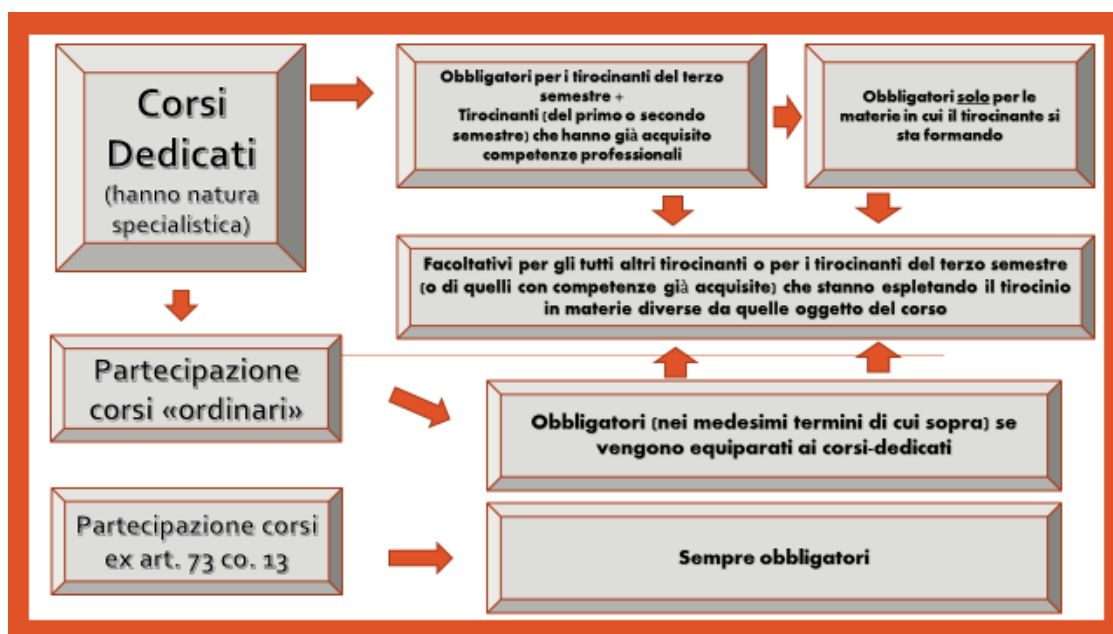 Corsi
Dedicati
(hanno natura
specialistica)
Obbligatori per i tirocinanti del terzo
semestre +
Tirocinanti (del primo o secondo
semestre) che hanno già acquisito
competenze professionali
Obbligatori solo per le
materie in cui il tirocinante si
sta formando
Facoltativi per gli tutti altri tirocinanti o per i tirocinanti del terzo semestre
(o di quelli con competenze già acquisite) che stanno espletando il tirocinio
in materie diverse da quelle oggetto del corso
Partecipazione
corsi «ordinari»
Obbligatori (nei medesimi termini di cui sopra) se
vengono equiparati ai corsi-dedicati
Partecipazione corsi
ex art. 73 co. 13
Sempre obbligatori